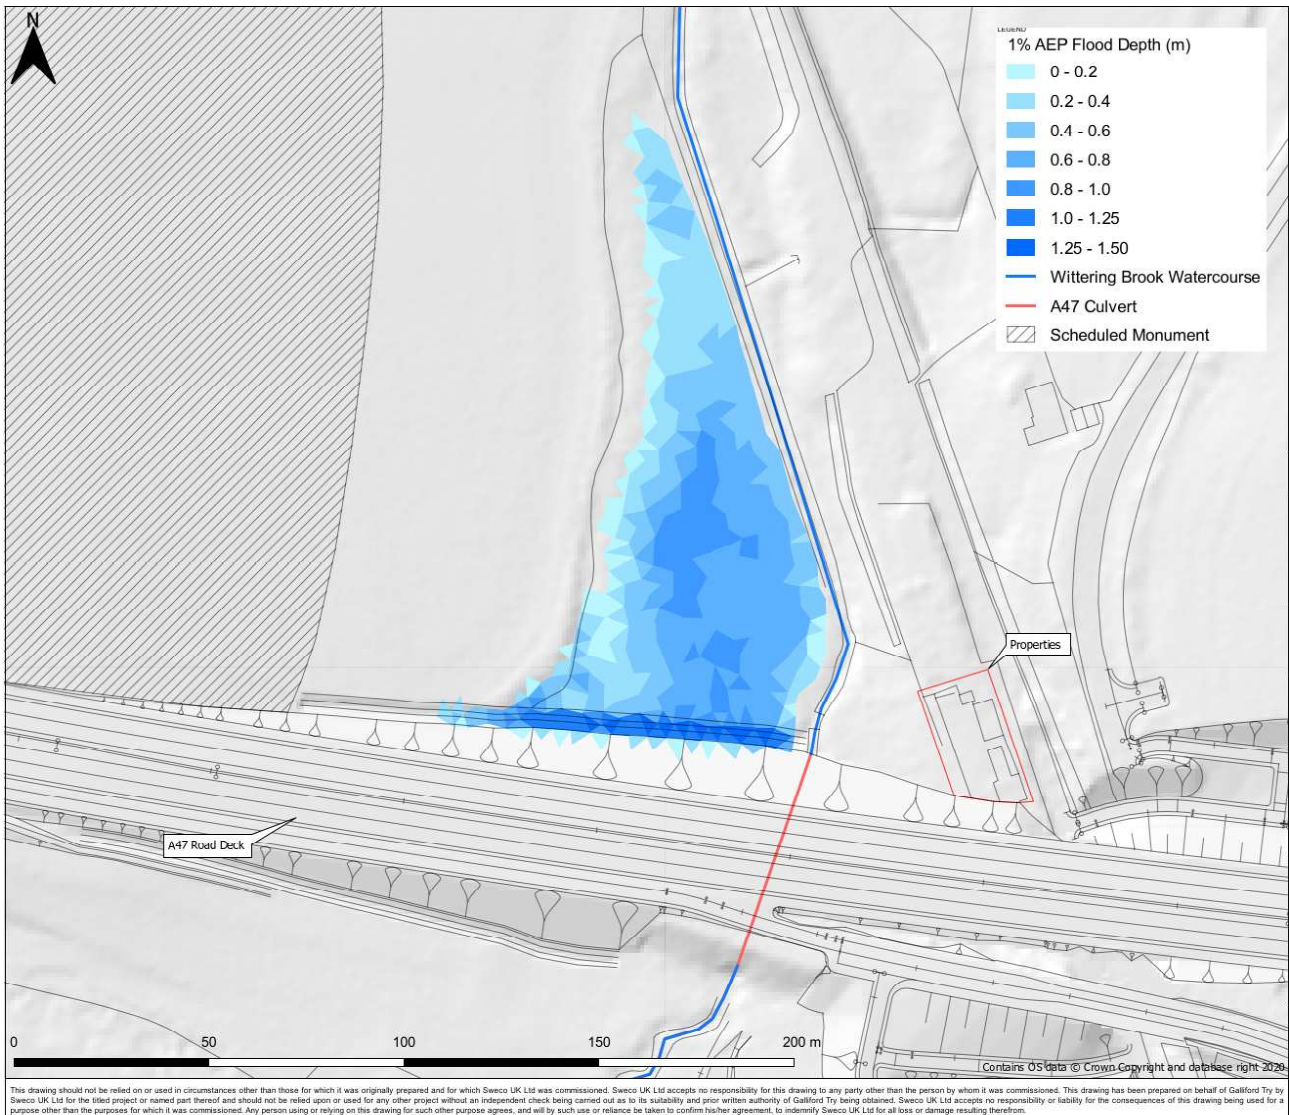 N
LEGEND
1% AEP Flood Depth (m)
0 - 0.2
0.2 - 0.4
0.4 - 0.6
0.6 - 0.8
0.8 - 1.0
1.0 - 1.25
1.25 - 1.50
Wittering Brook Watercourse
A47 Culvert
Scheduled Monument
Properties
A47 Road Deck
0 50 100 150 200 m
Contains OS data © Crown Copyright and database right 2020
This drawing should not be relied on or used in circumstances other than those for which it was originally prepared and for which Sweco UK Ltd was commissioned. Sweco UK Ltd accepts no responsibility for this drawing to any party other than the person by whom it was commissioned. This drawing has been prepared on behalf of Galliford Try by
Sweco UK Ltd for the titled project or named part thereof and should not be relied upon or used for any other project without an independent check being carried out as to its suitability and prior written authority of Galliford Try being obtained. Sweco UK Ltd accepts no responsibility or liability for the consequences of this drawing being used for a
purpose other than the purposes for which it was commissioned. Any person using or relying on this drawing for such other purpose agrees, and will by such use or reliance be taken to confirm his/her agreement, to indemnify Sweco UK Ltd for all loss or damage resulting therefrom.